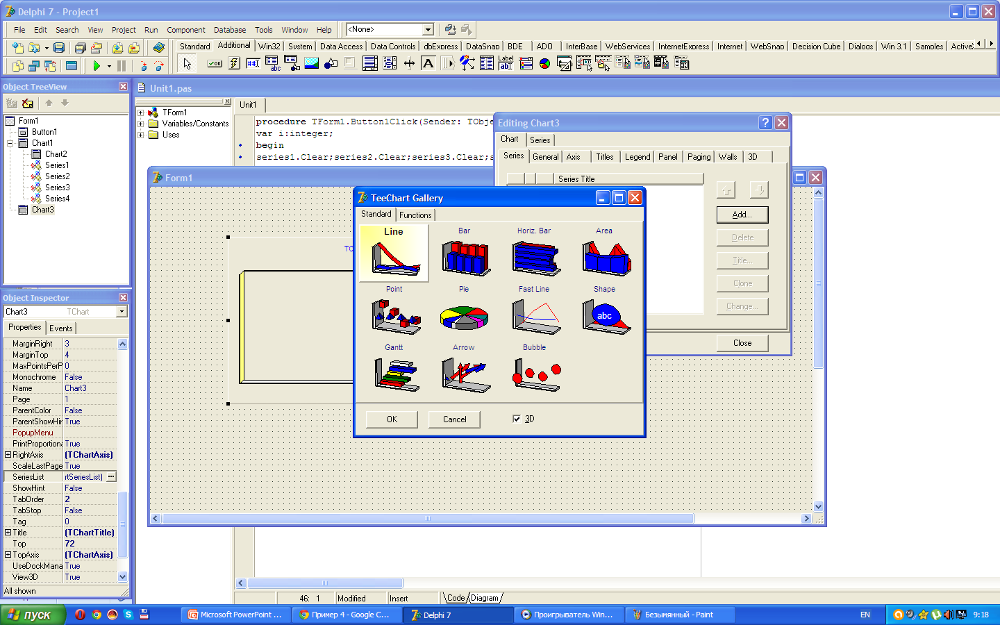 Delphi 7 - Project1
File Edit Search View Project Run Component Database Tools Window Help <None>
Standard Additional Win32 System Data Access Data Controls dbExpress DataSnap BDE ADO InterBase WebServices InternetExpress Internet WebSnap Decision Cube Dialogs Win 3.1 Samples ActiveX
Object TreeView
Form1
Button1
Chart1
Chart2
Series1
Series2
Series3
Series4
Chart3
Unit1.pas
TForm1
Variables/Constants
Uses
Unit1
procedure TForm1.Button1Click(Sender: TObje
var i:integer;
begin
series1.Clear;series2.Clear;series3.Clear;s
Form1
Editing Chart3
Chart Series
Series General Axis Titles Legend Panel Paging Walls 3D
Series Title
Add...
Delete
Title...
Clone
Change...
Close
TeeChart Gallery
Standard Functions
Line Bar Horiz. Bar Area
Point Pie Fast Line Shape
abc
Gantt Arrow Bubble
OK Cancel 3D
Object Inspector
Chart3 TChart
Properties Events
MarginRight 3
MarginTop 4
MaxPointsPerP 0
Monochrome False
Name Chart3
Page 1
ParentColor False
ParentShowHin True
PopupMenu
PrintProportiona True
RightAxis (TChartAxis)
ScaleLastPage True
SeriesList rtSeriesList) ...
ShowHint False
TabOrder 2
TabStop False
Tag 0
Title (TChartTitle)
Top 72
TopAxis (TChartAxis)
UseDockMana True
View3D True
All shown
46: 1 Modified Insert Code Diagram
пуск Microsoft PowerPoint ... Пример 4 - Google C... Delphi 7 Проигрыватель Win... Безымянный - Paint EN 9:18